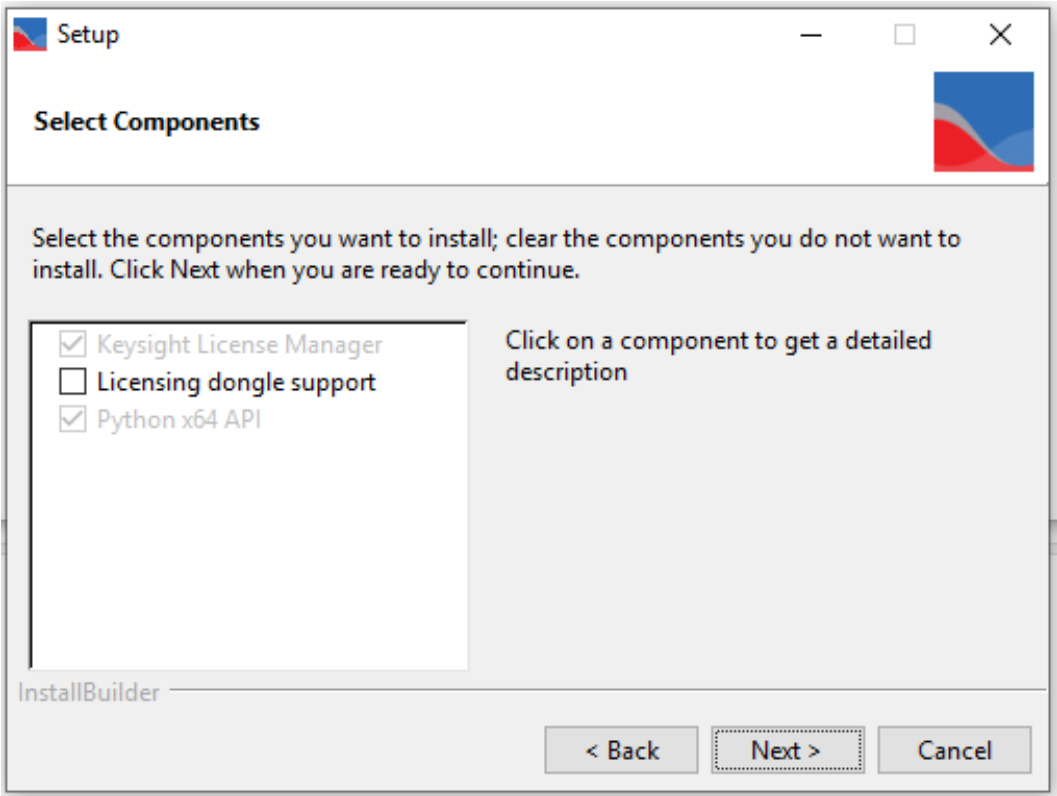 Setup
Select Components
Select the components you want to install; clear the components you do not want to
install. Click Next when you are ready to continue.
Keysight License Manager
Licensing dongle support
Python x64 API
Click on a component to get a detailed
description
InstallBuilder
< Back
Next >
Cancel